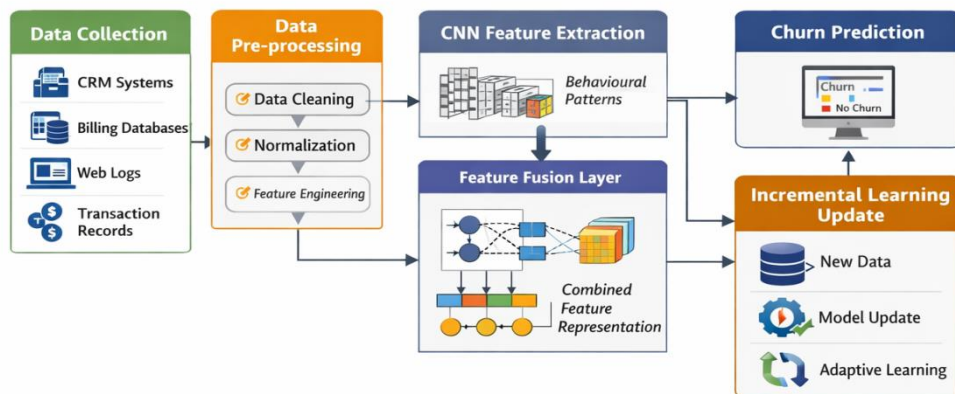 Data Collection
CRM Systems
Billing Databases
Web Logs
Transaction
Records
Data
Pre-processing
Data Cleaning
Normalization
Feature Engineering
CNN Feature Extraction
Behavioural
Patterns
Feature Fusion Layer
Combined
Feature
Representation
Churn Prediction
Churn
No Churn
Incremental Learning
Update
New Data
Model Update
Adaptive Learning